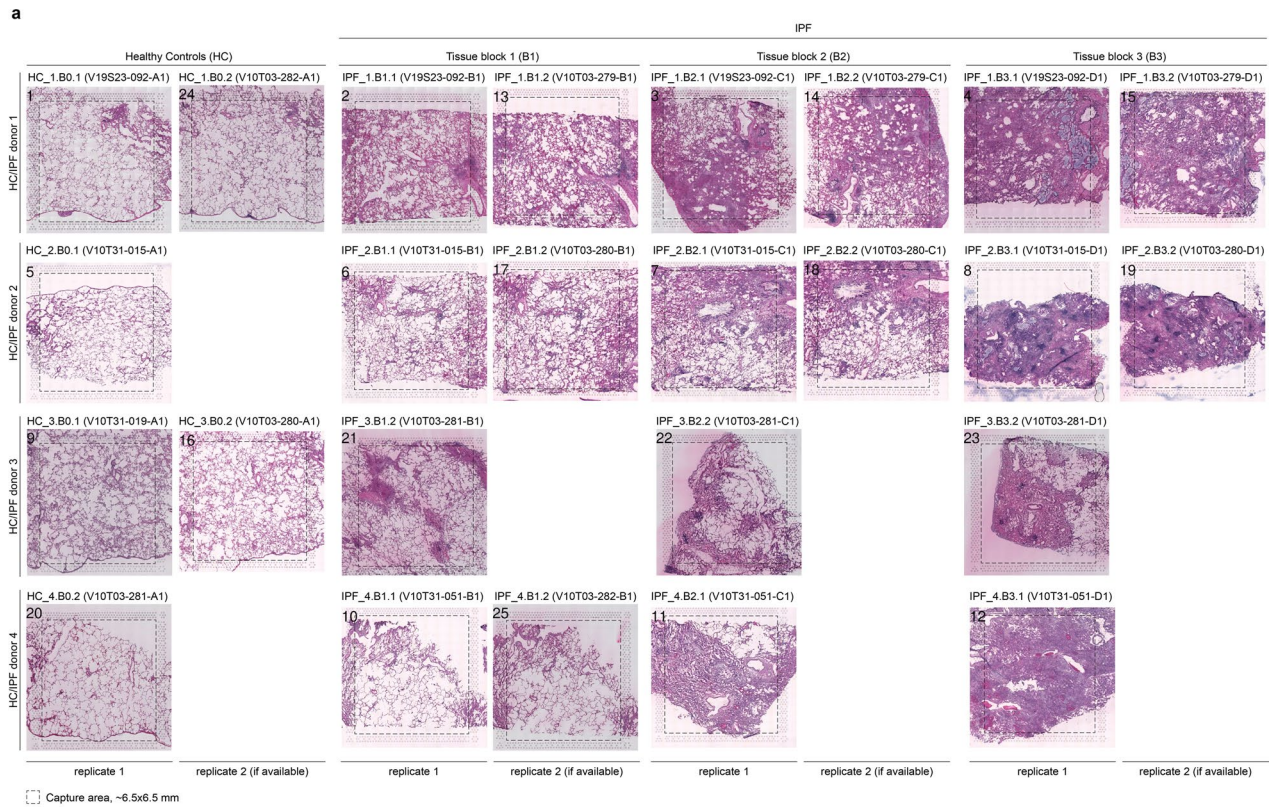 a
IPF
Healthy Controls (HC)
Tissue block 1 (B1)
Tissue block 2 (B2)
Tissue block 3 (B3)
HC/IPF donor 1
HC_1.B0.1 (V19S23-092-A1)
HC_1.B0.2 (V10T03-282-A1)
IPF_1.B1.1 (V19S23-092-B1)
IPF_1.B1.2 (V10T03-279-B1)
IPF_1.B2.1 (V19S23-092-C1)
IPF_1.B2.2 (V10T03-279-C1)
IPF_1.B3.1 (V19S23-092-D1)
IPF_1.B3.2 (V10T03-279-D1)
1
24
2
13
3
14
4
15
HC/IPF donor 2
HC_2.B0.1 (V10T31-015-A1)
IPF_2.B1.1 (V10T31-015-B1)
IPF_2.B1.2 (V10T03-280-B1)
IPF_2.B2.1 (V10T31-015-C1)
IPF_2.B2.2 (V10T03-280-C1)
IPF_2.B3.1 (V10T31-015-D1)
IPF_2.B3.2 (V10T03-280-D1)
5
6
17
7
18
8
19
HC/IPF donor 3
HC_3.B0.1 (V10T31-019-A1)
HC_3.B0.2 (V10T03-280-A1)
IPF_3.B1.2 (V10T03-281-B1)
IPF_3.B2.2 (V10T03-281-C1)
IPF_3.B3.2 (V10T03-281-D1)
9
16
21
22
23
HC/IPF donor 4
HC_4.B0.2 (V10T03-281-A1)
IPF_4.B1.1 (V10T31-051-B1)
IPF_4.B1.2 (V10T03-282-B1)
IPF_4.B2.1 (V10T31-051-C1)
IPF_4.B3.1 (V10T31-051-D1)
20
10
25
11
12
replicate 1
replicate 2 (if available)
replicate 1
replicate 2 (if available)
replicate 1
replicate 2 (if available)
replicate 1
replicate 2 (if available)
Capture area, ~6.5x6.5 mm